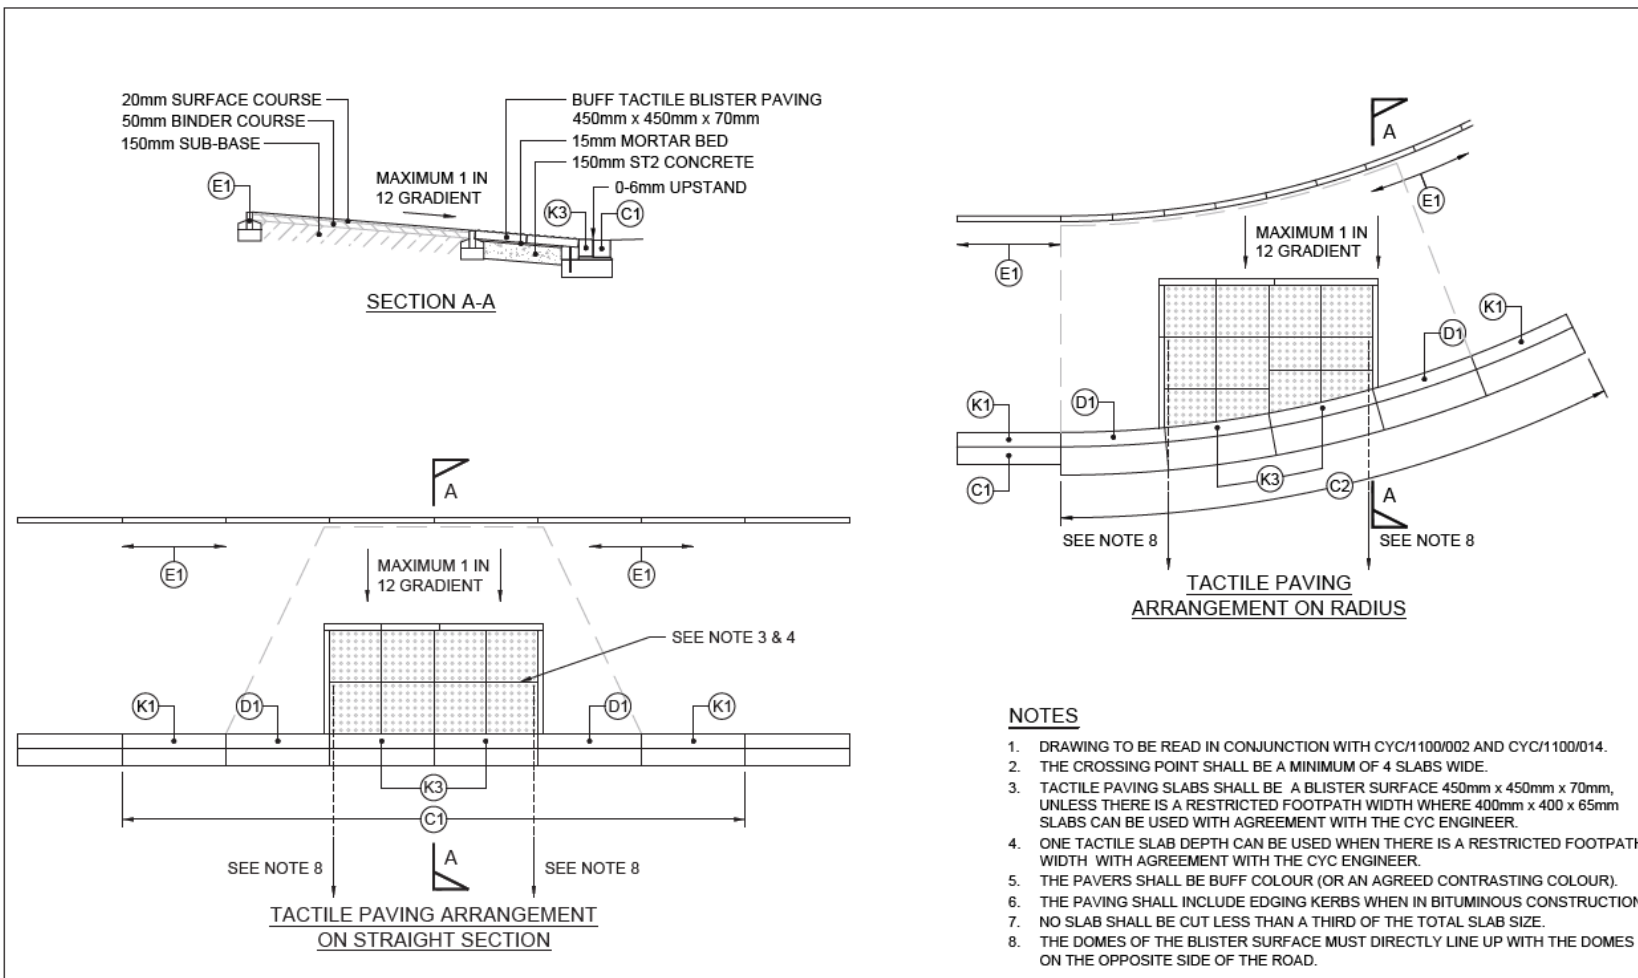 20mm SURFACE COURSE
50mm BINDER COURSE
150mm SUB-BASE
E1
MAXIMUM 1 IN
12 GRADIENT
BUFF TACTILE BLISTER PAVING
450mm x 450mm x 70mm
15mm MORTAR BED
150mm ST2 CONCRETE
0-6mm UPSTAND
K3
C1
SECTION A-A
A
E1
MAXIMUM 1 IN
12 GRADIENT
E1
K1
D1
K1
D1
C1
K3
C2
A
SEE NOTE 8
SEE NOTE 8
TACTILE PAVING
ARRANGEMENT ON RADIUS
A
E1
MAXIMUM 1 IN
12 GRADIENT
E1
SEE NOTE 3 & 4
K1
D1
D1
K1
K3
C1
SEE NOTE 8
A
SEE NOTE 8
TACTILE PAVING ARRANGEMENT
ON STRAIGHT SECTION
NOTES
1. DRAWING TO BE READ IN CONJUNCTION WITH CYC/1100/002 AND CYC/1100/014.
2. THE CROSSING POINT SHALL BE A MINIMUM OF 4 SLABS WIDE.
3. TACTILE PAVING SLABS SHALL BE A BLISTER SURFACE 450mm x 450mm x 70mm,
UNLESS THERE IS A RESTRICTED FOOTPATH WIDTH WHERE 400mm x 400 x 65mm
SLABS CAN BE USED WITH AGREEMENT WITH THE CYC ENGINEER.
4. ONE TACTILE SLAB DEPTH CAN BE USED WHEN THERE IS A RESTRICTED FOOTPATH
WIDTH WITH AGREEMENT WITH THE CYC ENGINEER.
5. THE PAVERS SHALL BE BUFF COLOUR (OR AN AGREED CONTRASTING COLOUR).
6. THE PAVING SHALL INCLUDE EDGING KERBS WHEN IN BITUMINOUS CONSTRUCTION
7. NO SLAB SHALL BE CUT LESS THAN A THIRD OF THE TOTAL SLAB SIZE.
8. THE DOMES OF THE BLISTER SURFACE MUST DIRECTLY LINE UP WITH THE DOMES
ON THE OPPOSITE SIDE OF THE ROAD.